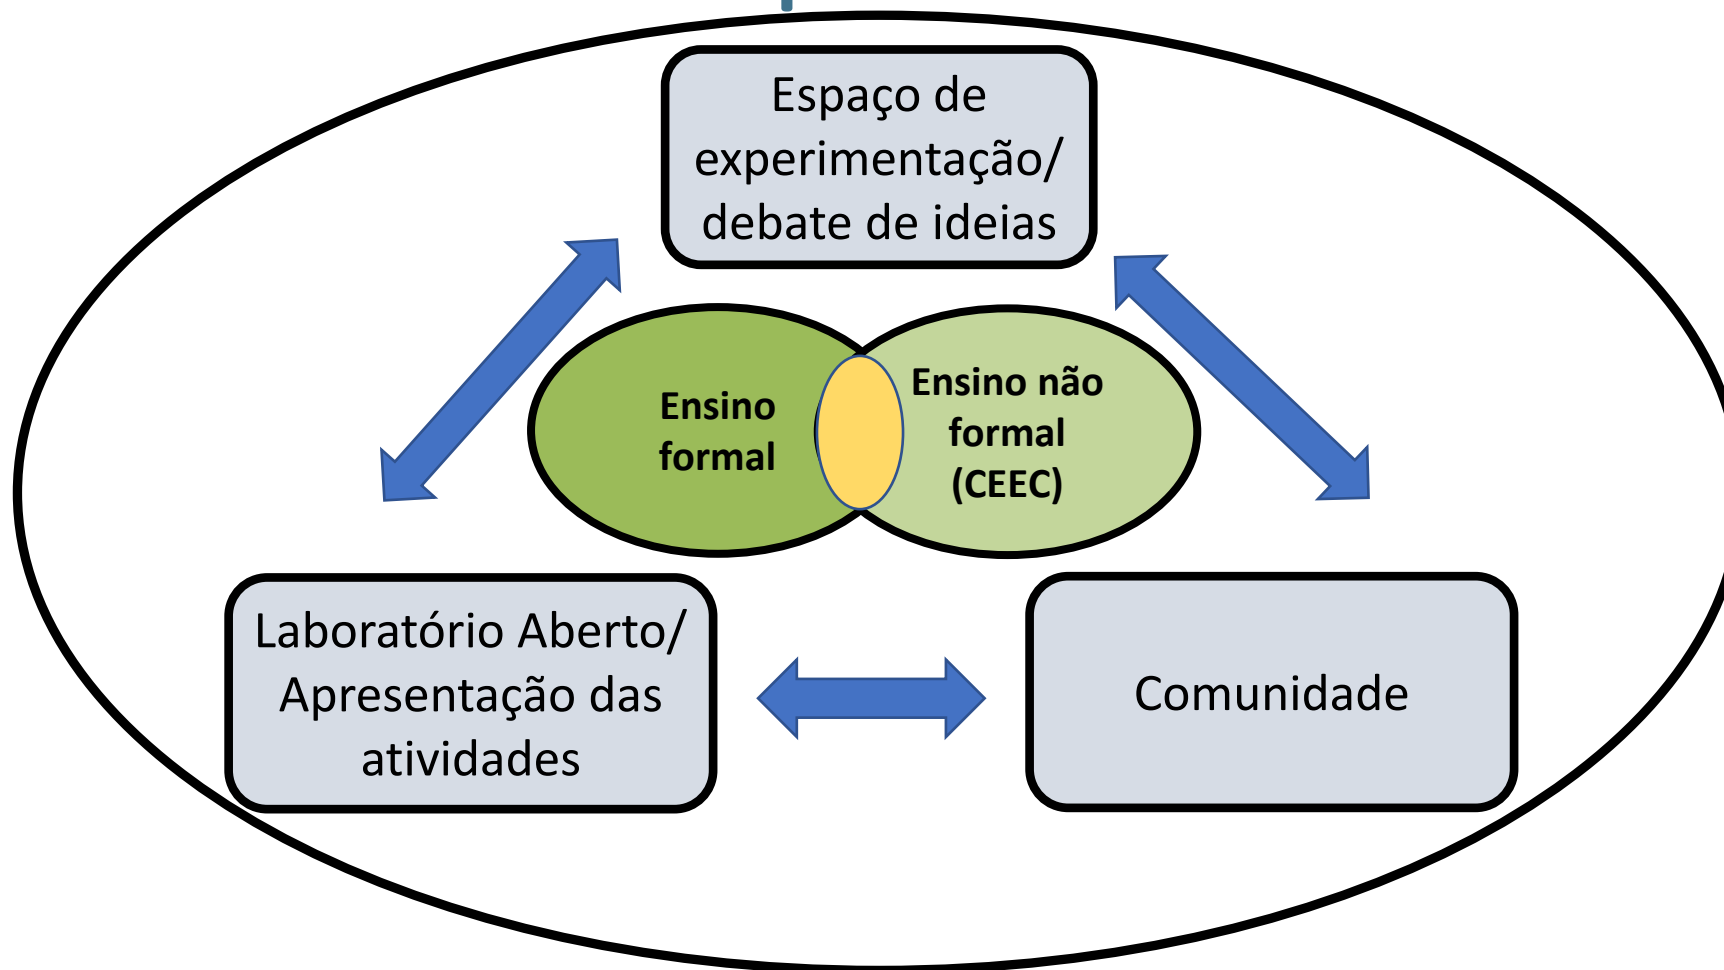 Espaço de
experimentação/
debate de ideias
Ensino
formal
Ensino não
formal
(CEEC)
Laboratório Aberto/
Apresentação das
atividades
Comunidade